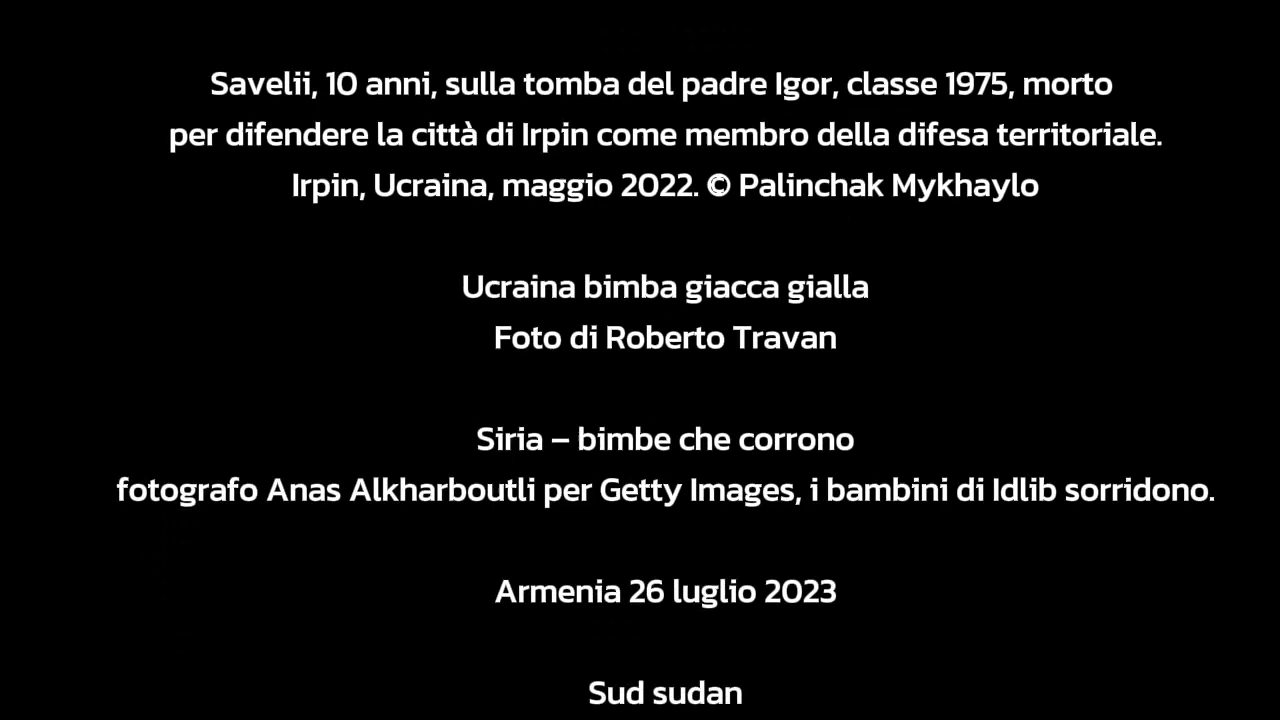 Savelii, 10 anni, sulla tomba del padre Igor, classe 1975, morto
per difendere la città di Irpin come membro della difesa territoriale.
Irpin, Ucraina, maggio 2022. © Palinchak Mykhaylo
Ucraina bimba giacca gialla
Foto di Roberto Travan
Siria – bimbe che corrono
fotografo Anas Alkharboutli per Getty Images, i bambini di Idlib sorridono.
Armenia 26 luglio 2023
Sud sudan